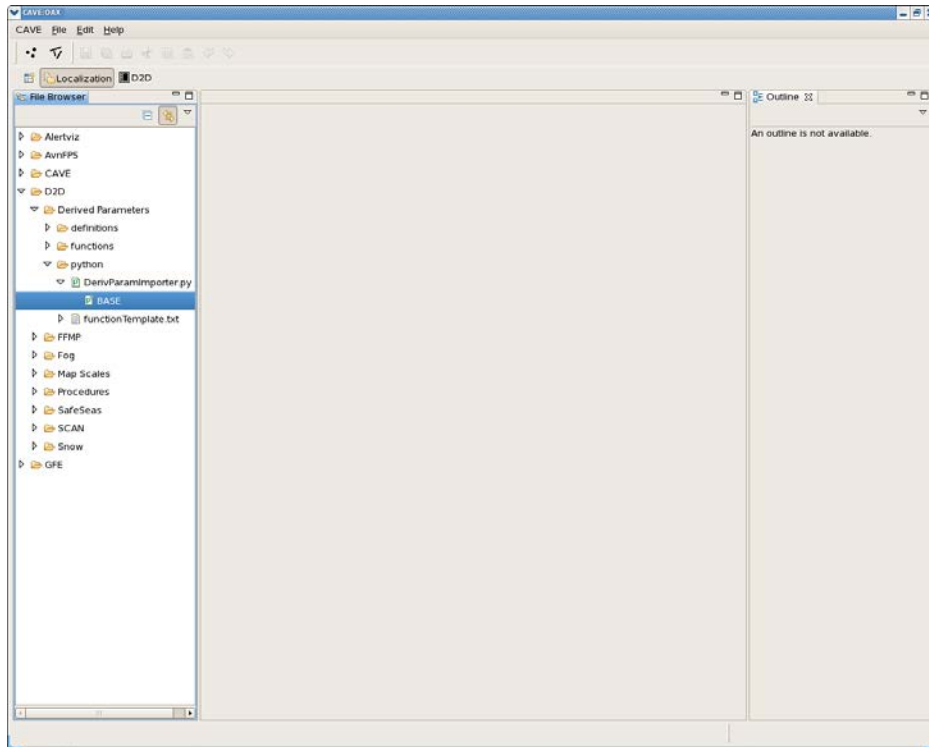 CAVE:OAX
CAVE File Edit Help
Localization D2D
File Browser
Outline
An outline is not available.
Alertviz
AvnFPS
CAVE
D2D
Derived Parameters
definitions
functions
python
DerivParamImporter.py
BASE
functionTemplate.txt
FFMP
Fog
Map Scales
Procedures
SafeSeas
SCAN
Snow
GFE